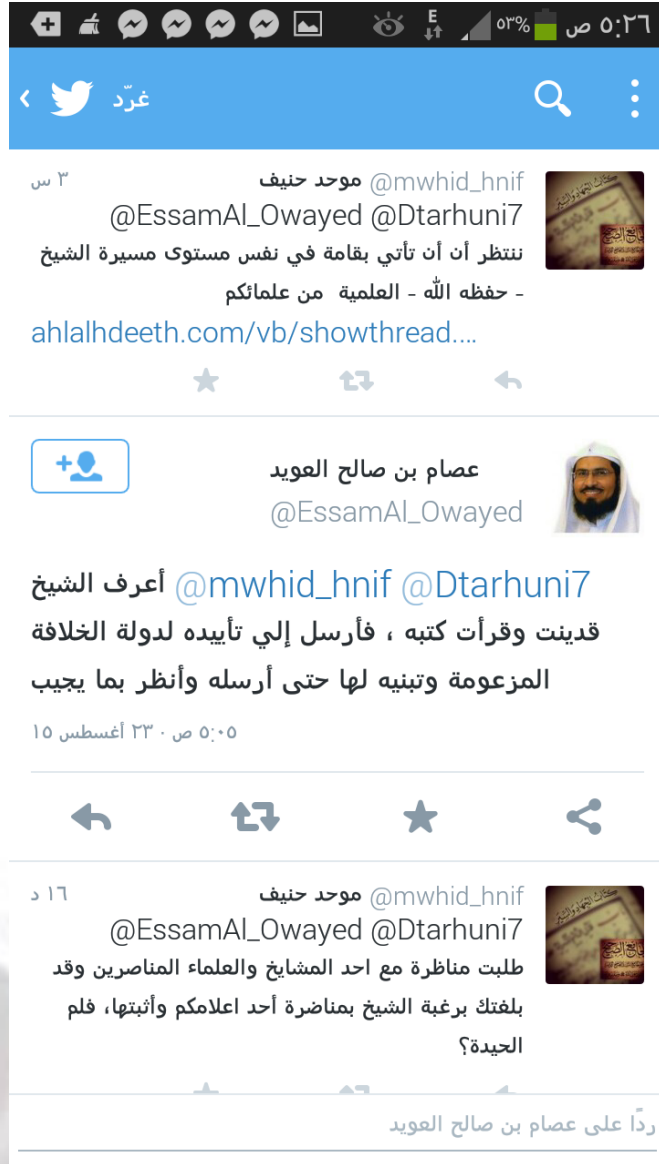 ٥:٢٦ ص ٥٣% E
غرّد
موحد حنيف @mwhid_hnif ٣ س
@EssamAl_Owayed @Dtarhuni7
ننتظر أن أن تأتي بقامة في نفس مستوى مسيرة الشيخ
- حفظه الله - العلمية من علمائكم
ahlalhdeeth.com/vb/showthread....
عصام بن صالح العويد
@EssamAl_Owayed
@mwhid_hnif @Dtarhuni7 أعرف الشيخ
قدينت وقرأت كتبه ، فأرسل إلي تأييده لدولة الخلافة
المزعومة وتبنيه لها حتى أرسله وأنظر بما يجيب
٥:٠٥ ص · ٢٣ أغسطس ١٥
موحد حنيف @mwhid_hnif ١٦ د
@EssamAl_Owayed @Dtarhuni7
طلبت مناظرة مع احد المشايخ والعلماء المناصرين وقد
بلغتك برغبة الشيخ بمناضرة أحد اعلامكم وأثبتها، فلم
الحيدة؟
ردًا على عصام بن صالح العويد